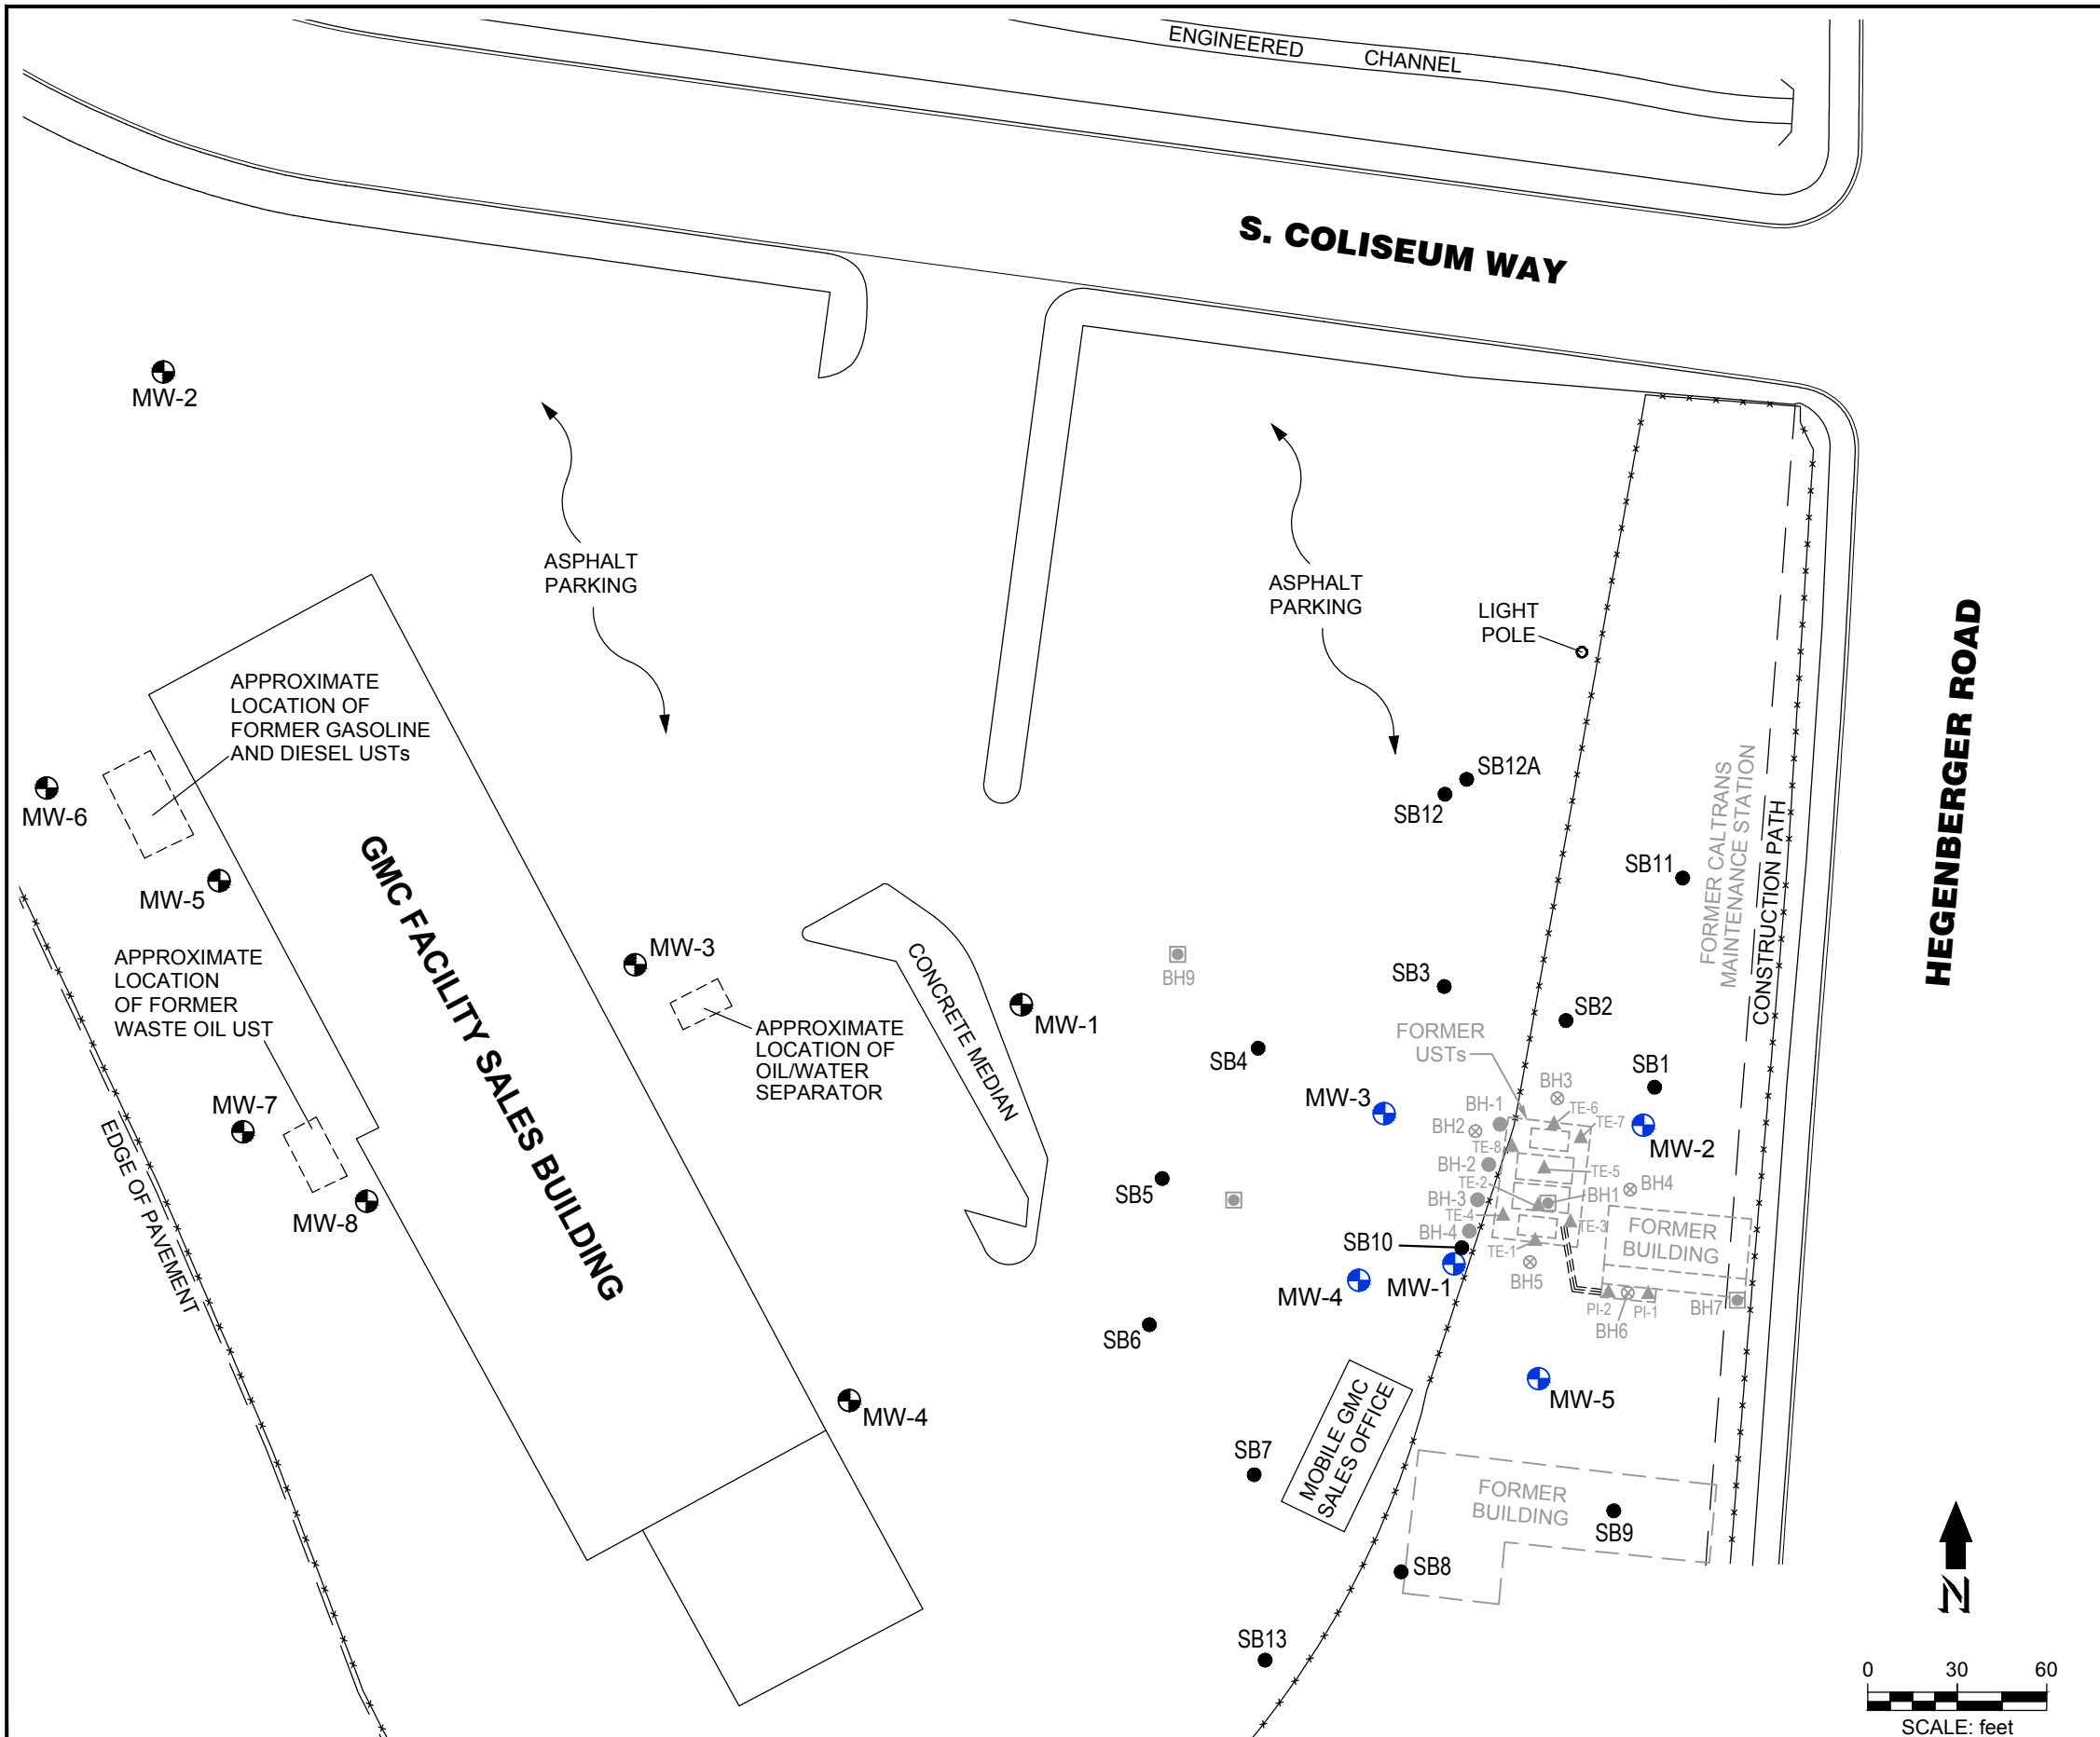 ENGINEERED CHANNEL
S. COLISEUM WAY
MW-2
ASPHALT
PARKING
ASPHALT
PARKING
LIGHT
POLE
HEGENBERGER ROAD
APPROXIMATE
LOCATION OF
FORMER GASOLINE
AND DIESEL USTs
MW-6
MW-5
GMC FACILITY SALES BUILDING
SB12A
SB12
SB11
FORMER CALTRANS
MAINTENANCE STATION
CONSTRUCTION PATH
APPROXIMATE
LOCATION
OF FORMER
WASTE OIL UST
MW-3
APPROXIMATE
LOCATION OF
OIL/WATER
SEPARATOR
CONCRETE MEDIAN
MW-1
BH9
SB3
SB2
SB4
FORMER
USTs
SB1
MW-3
BH3
BH-1
TE-6
TE-7
BH2
TE-8
MW-2
BH-2
TE-5
TE-2
BH4
BH1
BH-3
TE-4
TE-3
BH-4
TE-1
FORMER
BUILDING
MW-7
MW-8
EDGE OF PAVEMENT
SB5
SB10
MW-4
MW-1
BH5
PI-2
PI-1
BH6
BH7
SB6
MW-4
MW-5
MOBILE GMC
SALES OFFICE
SB7
FORMER
BUILDING
SB9
SB8
SB13
N
0 30 60
SCALE: feet